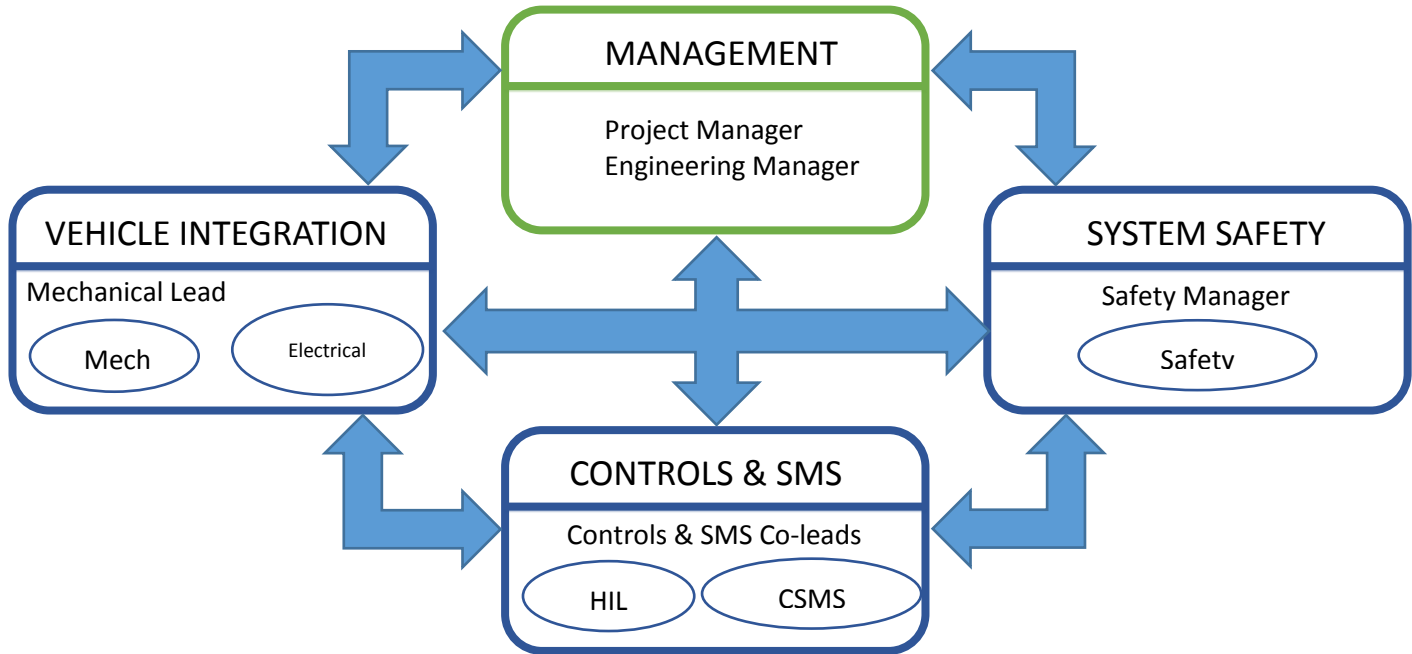 MANAGEMENT
Project Manager
Engineering Manager
VEHICLE INTEGRATION
Mechanical Lead
Mech
Electrical
SYSTEM SAFETY
Safety Manager
Safety
CONTROLS & SMS
Controls & SMS Co-leads
HIL
CSMS